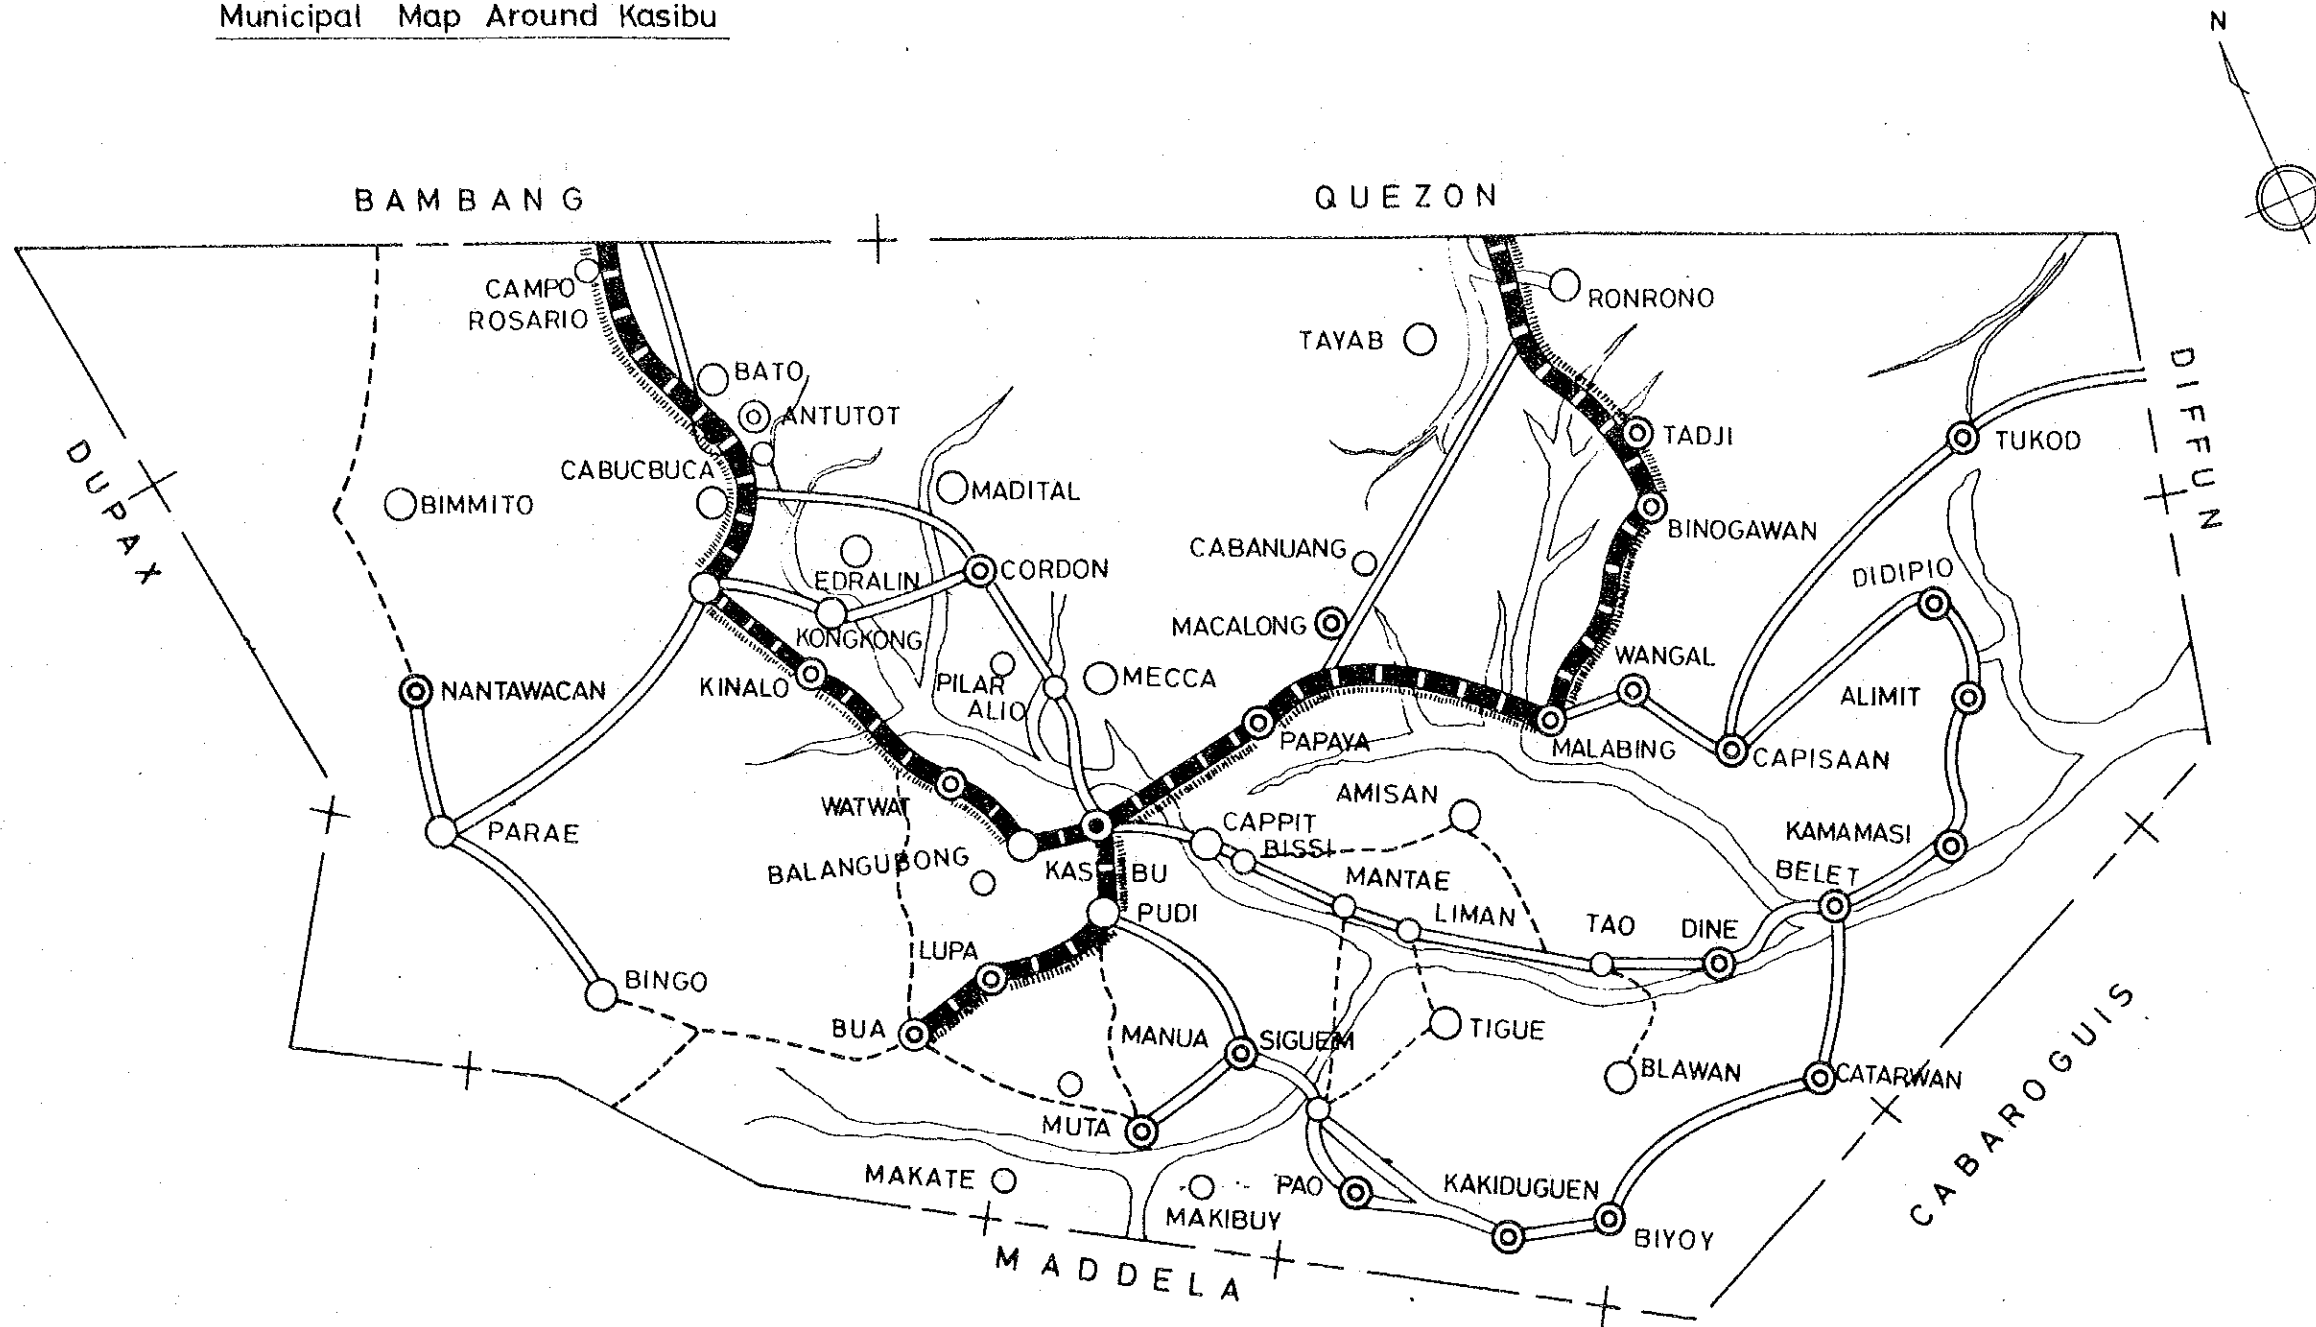 Municipal Map Around Kasibu
N
BAMBANG
QUEZON
CAMPO
ROSARIO
RONRONO
TAYAB
BATO
ANTUTOT
DIFFUN
DUPAX
TADJI
TUKOD
CABUCBUCA
BIMMITO
MADITAL
BINOGAWAN
CABANUANG
EDRALIN
CORDON
DIDIPIO
KONGKONG
MACALONG
WANGAL
NANTAWACAN
KINALO
PILAR
ALIO
MECCA
ALIMIT
PAPAYA
MALABING
CAPISAAN
WATWAT
AMISAN
PARAE
CAPPIT
BISSI
KAMAMASI
BALANGUBONG
KASIBU
MANTAE
BELET
PUDI
LIMAN
TAO
DINE
LUPA
BINGO
BUA
MANUA
SIGUEM
TIGUE
BLAWAN
CATARWAN
CABAROGUIS
MUTA
MAKATE
PAO
KAKIDUGUEN
MAKIBUY
BIYOY
MADDELA